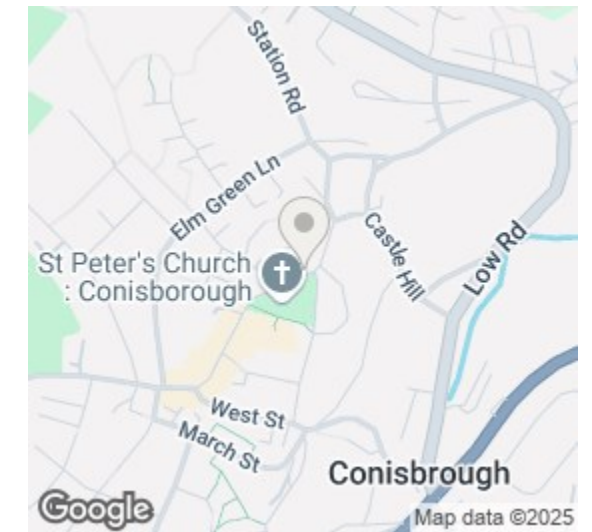 Station Rd
Elm Green Ln
Castle Hill
Low Rd
St Peter's Church
: Conisborough
West St
March St
Conisbrough
Google
Map data ©2025